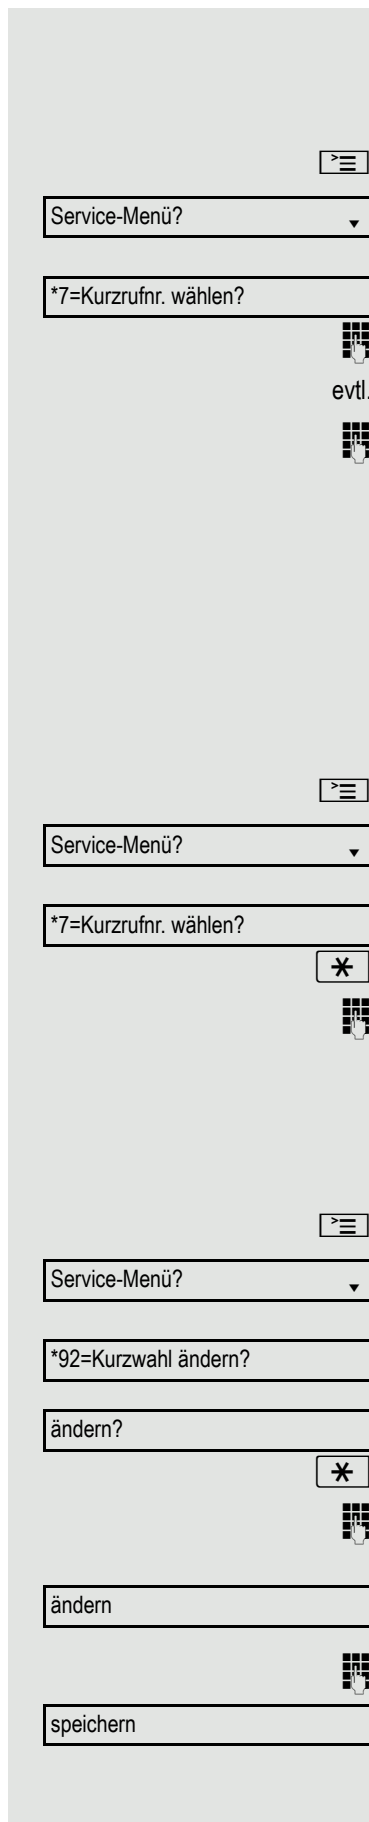 Service-Menü?
*7=Kurzrufnr. wählen?
evtl.
Service-Menü?
*7=Kurzrufnr. wählen?
Service-Menü?
*92=Kurzwahl ändern?
ändern?
ändern
speichern